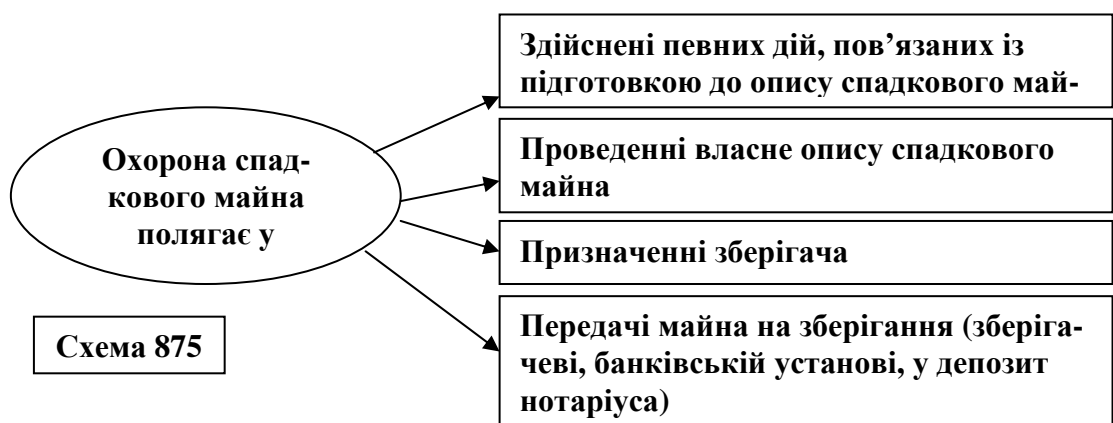 Здійснені певних дій, пов’язаних із
підготовкою до опису спадкового май-
Охорона спад-
кового майна
полягає у
Проведенні власне опису спадкового
майна
Призначенні зберігача
Передачі майна на зберігання (зберіга-
чеві, банківській установі, у депозит
нотаріуса)
Схема 875